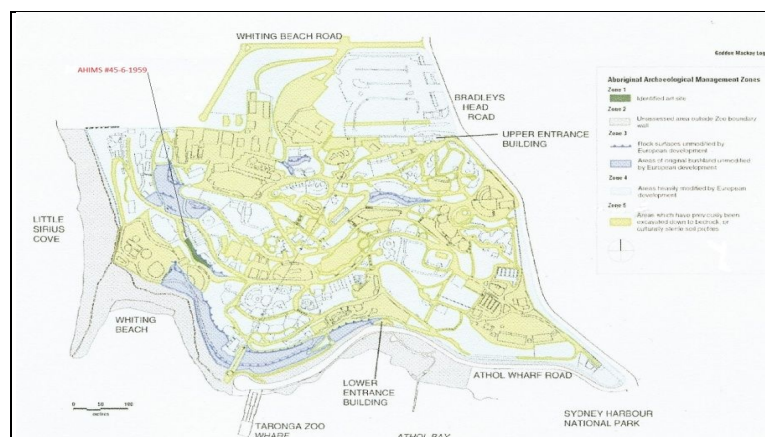 WHITING BEACH ROAD
Godden Mackay Log
AHIMS #45-6-1959
BRADLEYS
HEAD
ROAD
UPPER ENTRANCE
BUILDING
Aboriginal Archaeological Management Zones
Zone 1
Identified art site
Zone 2
Unassessed area outside Zoo boundary
wall
Zone 3
Rock surfaces unmodified by
European development
Areas of original bushland unmodified
by European development
Zone 4
Areas heavily modified by European
development
Zone 5
Areas which have previously been
excavated down to bedrock, or
culturally sterile soil profiles
LITTLE
SIRIUS
COVE
WHITING
BEACH
LOWER
ENTRANCE
BUILDING
ATHOL WHARF ROAD
0 50 100
metres
TARONGA ZOO
WHARF
ATHOL BAY
SYDNEY HARBOUR
NATIONAL PARK